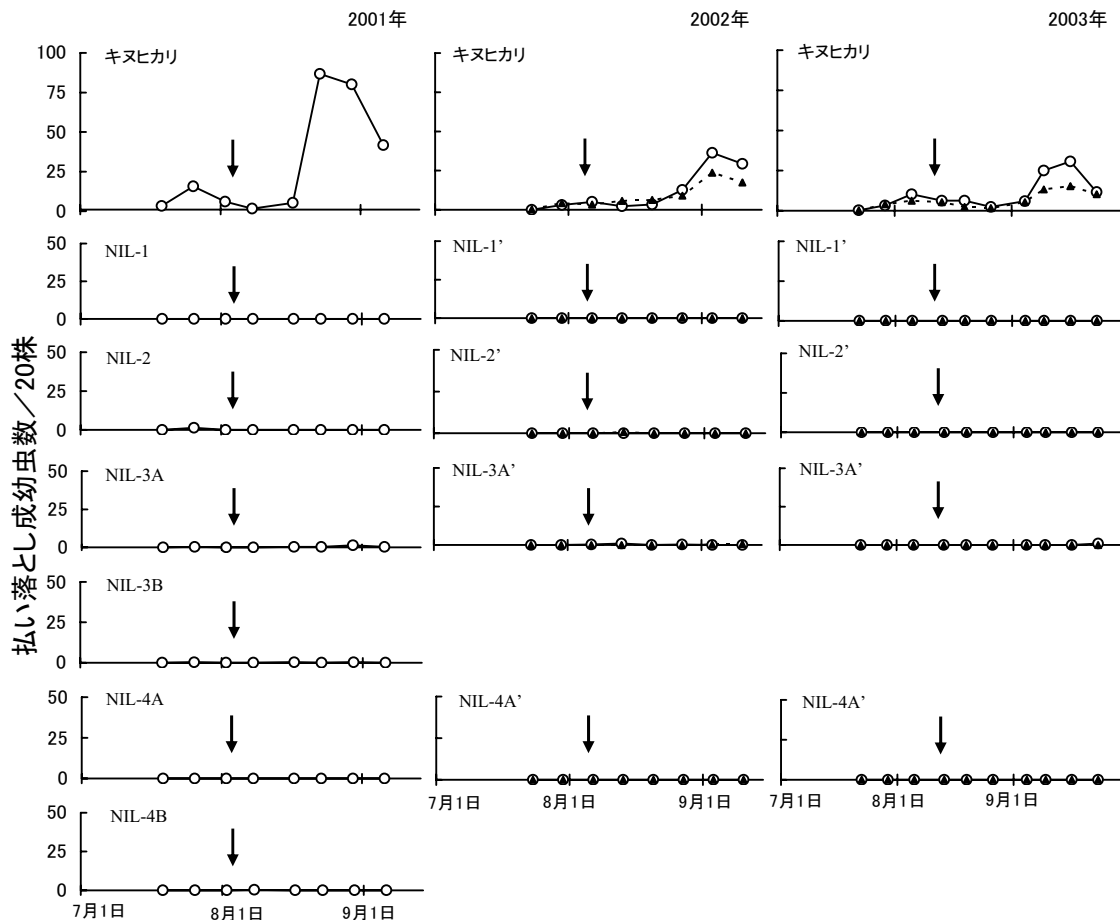 2001年
2002年
2003年
払い落とし成幼虫数／20株
キヌヒカリ
100
75
50
25
0
キヌヒカリ
キヌヒカリ
NIL-1
50
25
0
NIL-1’
NIL-1’
NIL-2
50
25
0
NIL-2’
NIL-2’
NIL-3A
50
25
0
NIL-3A’
NIL-3A’
NIL-3B
50
25
0
NIL-4A
50
25
0
NIL-4A’
7月1日
8月1日
9月1日
NIL-4A’
7月1日
8月1日
9月1日
NIL-4B
50
25
0
7月1日
8月1日
9月1日